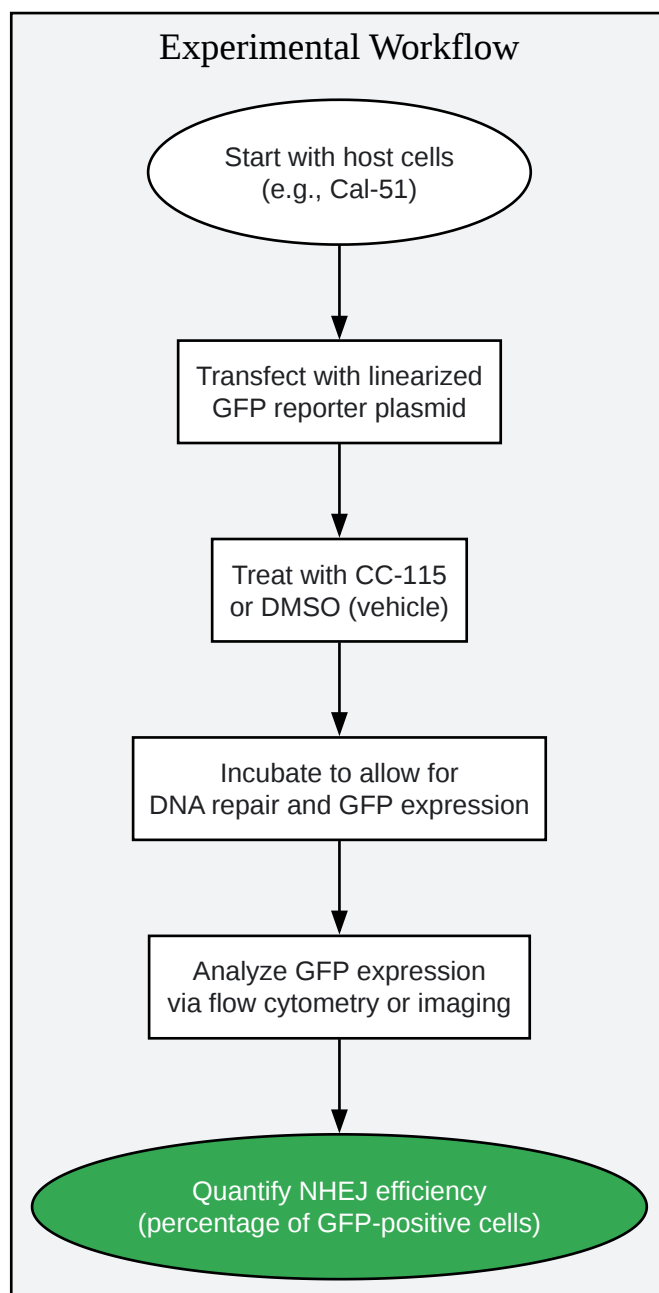 Experimental Workflow
Start with host cells
(e.g., Cal-51)
Transfect with linearized
GFP reporter plasmid
Treat with CC-115
or DMSO (vehicle)
Incubate to allow for
DNA repair and GFP expression
Analyze GFP expression
via flow cytometry or imaging
Quantify NHEJ efficiency
(percentage of GFP-positive cells)